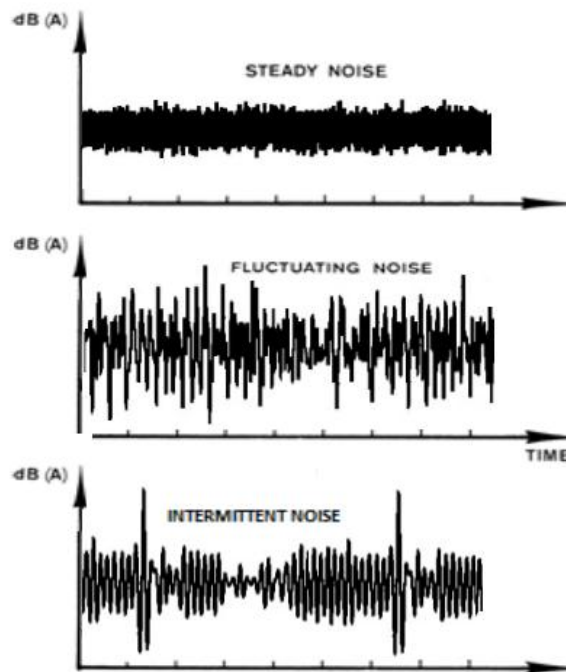 dB (A)
STEADY NOISE
dB (A)
FLUCTUATING NOISE
TIME
dB (A)
INTERMITTENT NOISE